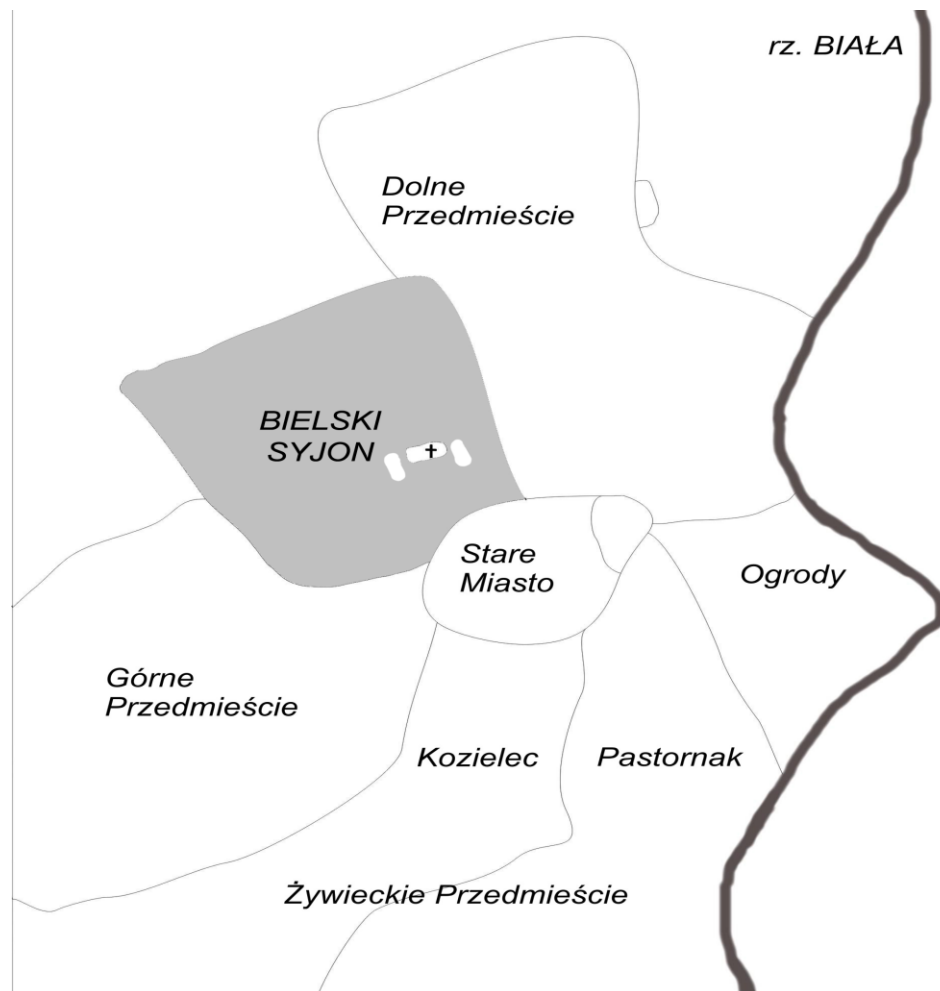 rz. BIAŁA
Dolne
Przedmieście
BIELSKI
SYJON
Stare
Miasto
Ogrody
Górne
Przedmieście
Kozielec
Pastornak
Żywieckie Przedmieście